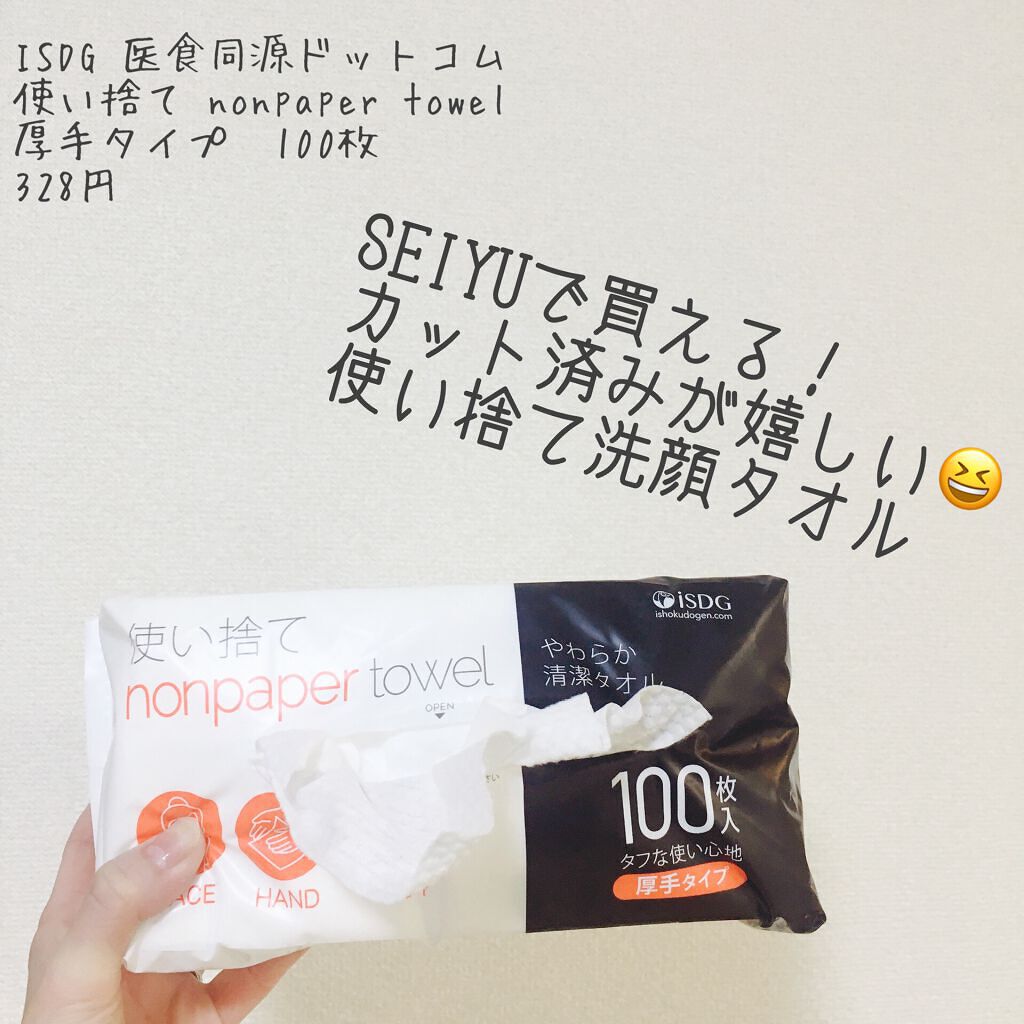 ISDG 医食同源ドットコム
使い捨て nonpaper towel
厚手タイプ 100枚
328円
SEIYUで買える！
カット済みが嬉しい😆
使い捨て洗顔タオル
使い捨て
nonpaper towel
OPEN
iSDG
ishokudogen.com
やわらか
清潔タオル
100枚入
タフな使い心地
厚手タイプ
HAND